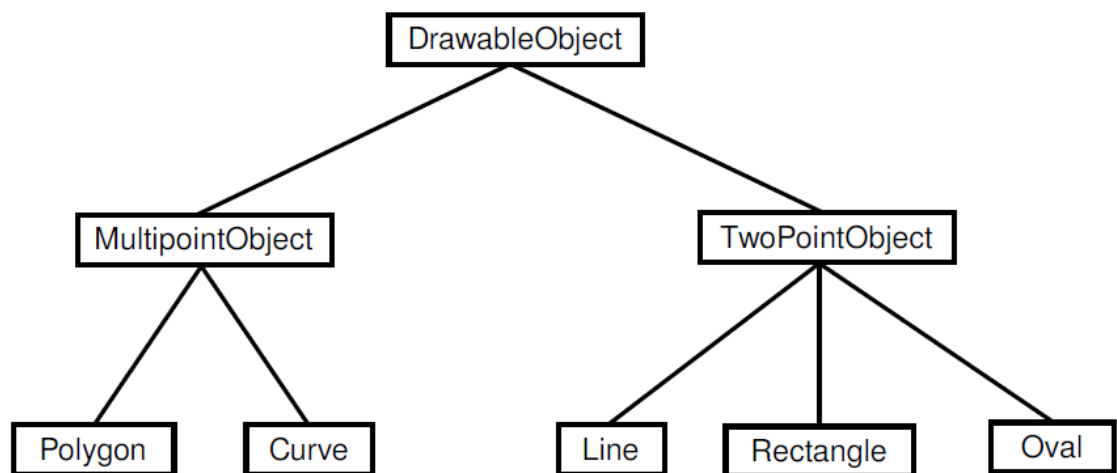 DrawableObject
MultipointObject
TwoPointObject
Polygon
Curve
Line
Rectangle
Oval